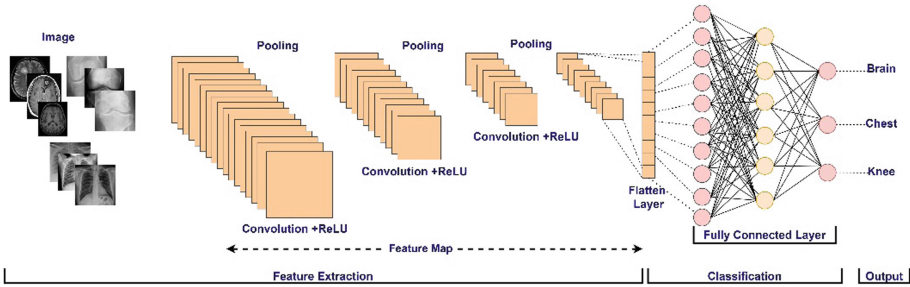 Image
Pooling
Pooling
Pooling
Convolution +ReLU
Convolution +ReLU
Convolution +ReLU
Flatten
Layer
Brain
Chest
Knee
Fully Connected Layer
Feature Map
Feature Extraction
Classification
Output